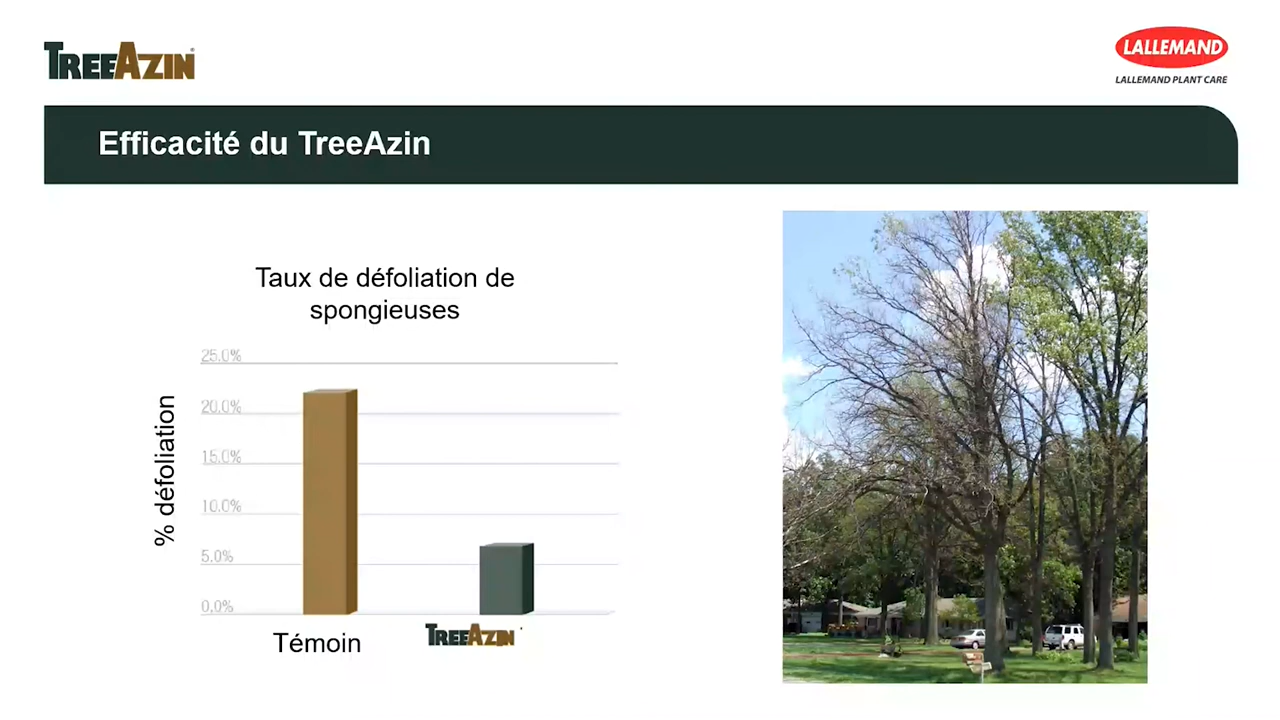 TREEAZIN
LALLEMAND
LALLEMAND PLANT CARE
Efficacité du TreeAzin
Taux de défoliation de
spongieuses
% défoliation
25.0%
20.0%
15.0%
10.0%
5.0%
0.0%
Témoin
TREEAZIN